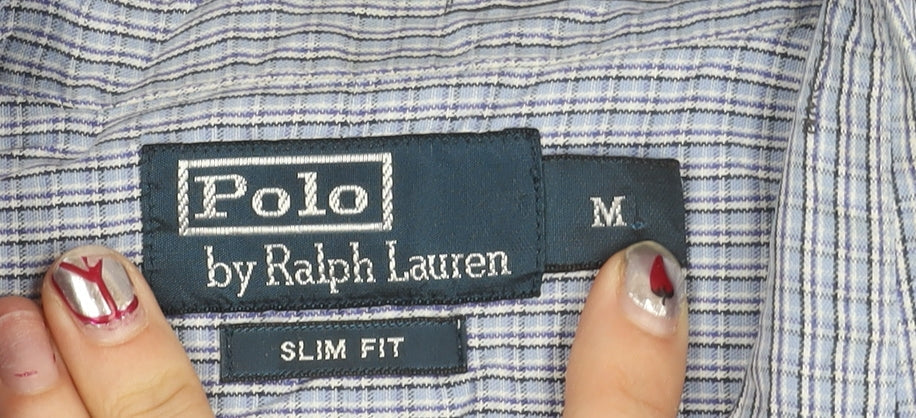 Polo
by Ralph Lauren
M
SLIM FIT